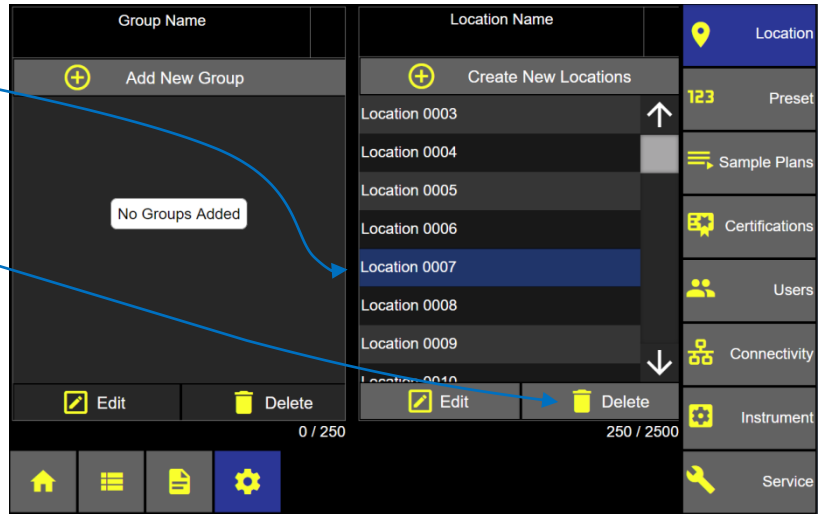 Group Name
Add New Group
No Groups Added
Edit
Delete
0 / 250
Location Name
Create New Locations
Location 0003
Location 0004
Location 0005
Location 0006
Location 0007
Location 0008
Location 0009
Location 0010
Edit
Delete
250 / 2500
Location
123 Preset
Sample Plans
Certifications
Users
Connectivity
Instrument
Service